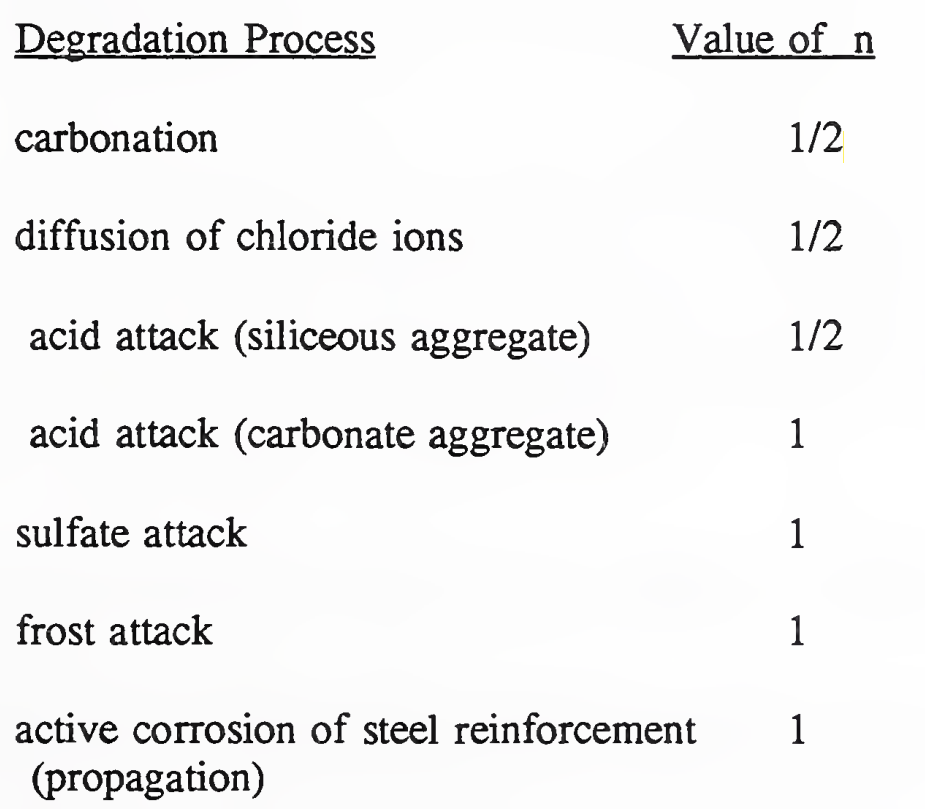 Degradation Process Value of n
carbonation 1/2
diffusion of chloride ions 1/2
acid attack (siliceous aggregate) 1/2
acid attack (carbonate aggregate) 1
sulfate attack 1
frost attack 1
active corrosion of steel reinforcement 1
(propagation)